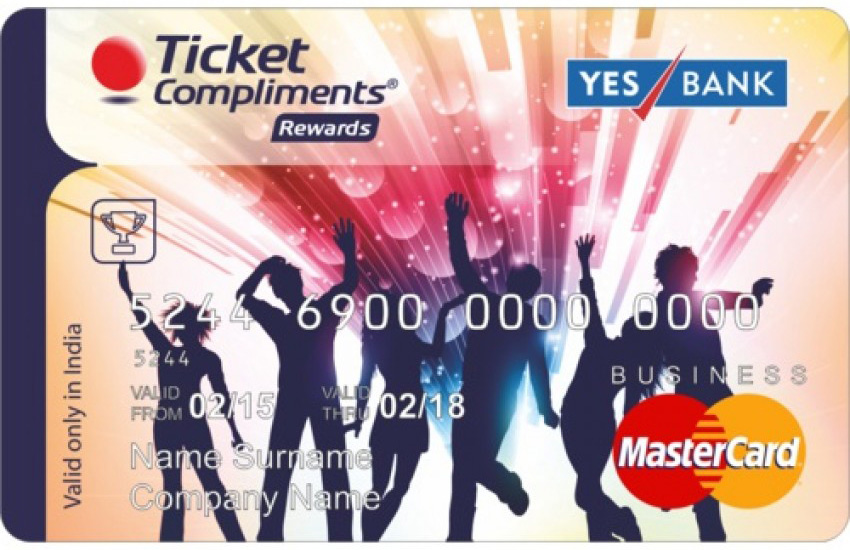 Ticket
Compliments®
Rewards
YES BANK
Valid only in India
5244 6900 0000 0000
5244
VALID
FROM 02/15
VALID
THRU 02/18
BUSINESS
Name Surname
Company Name
MasterCard